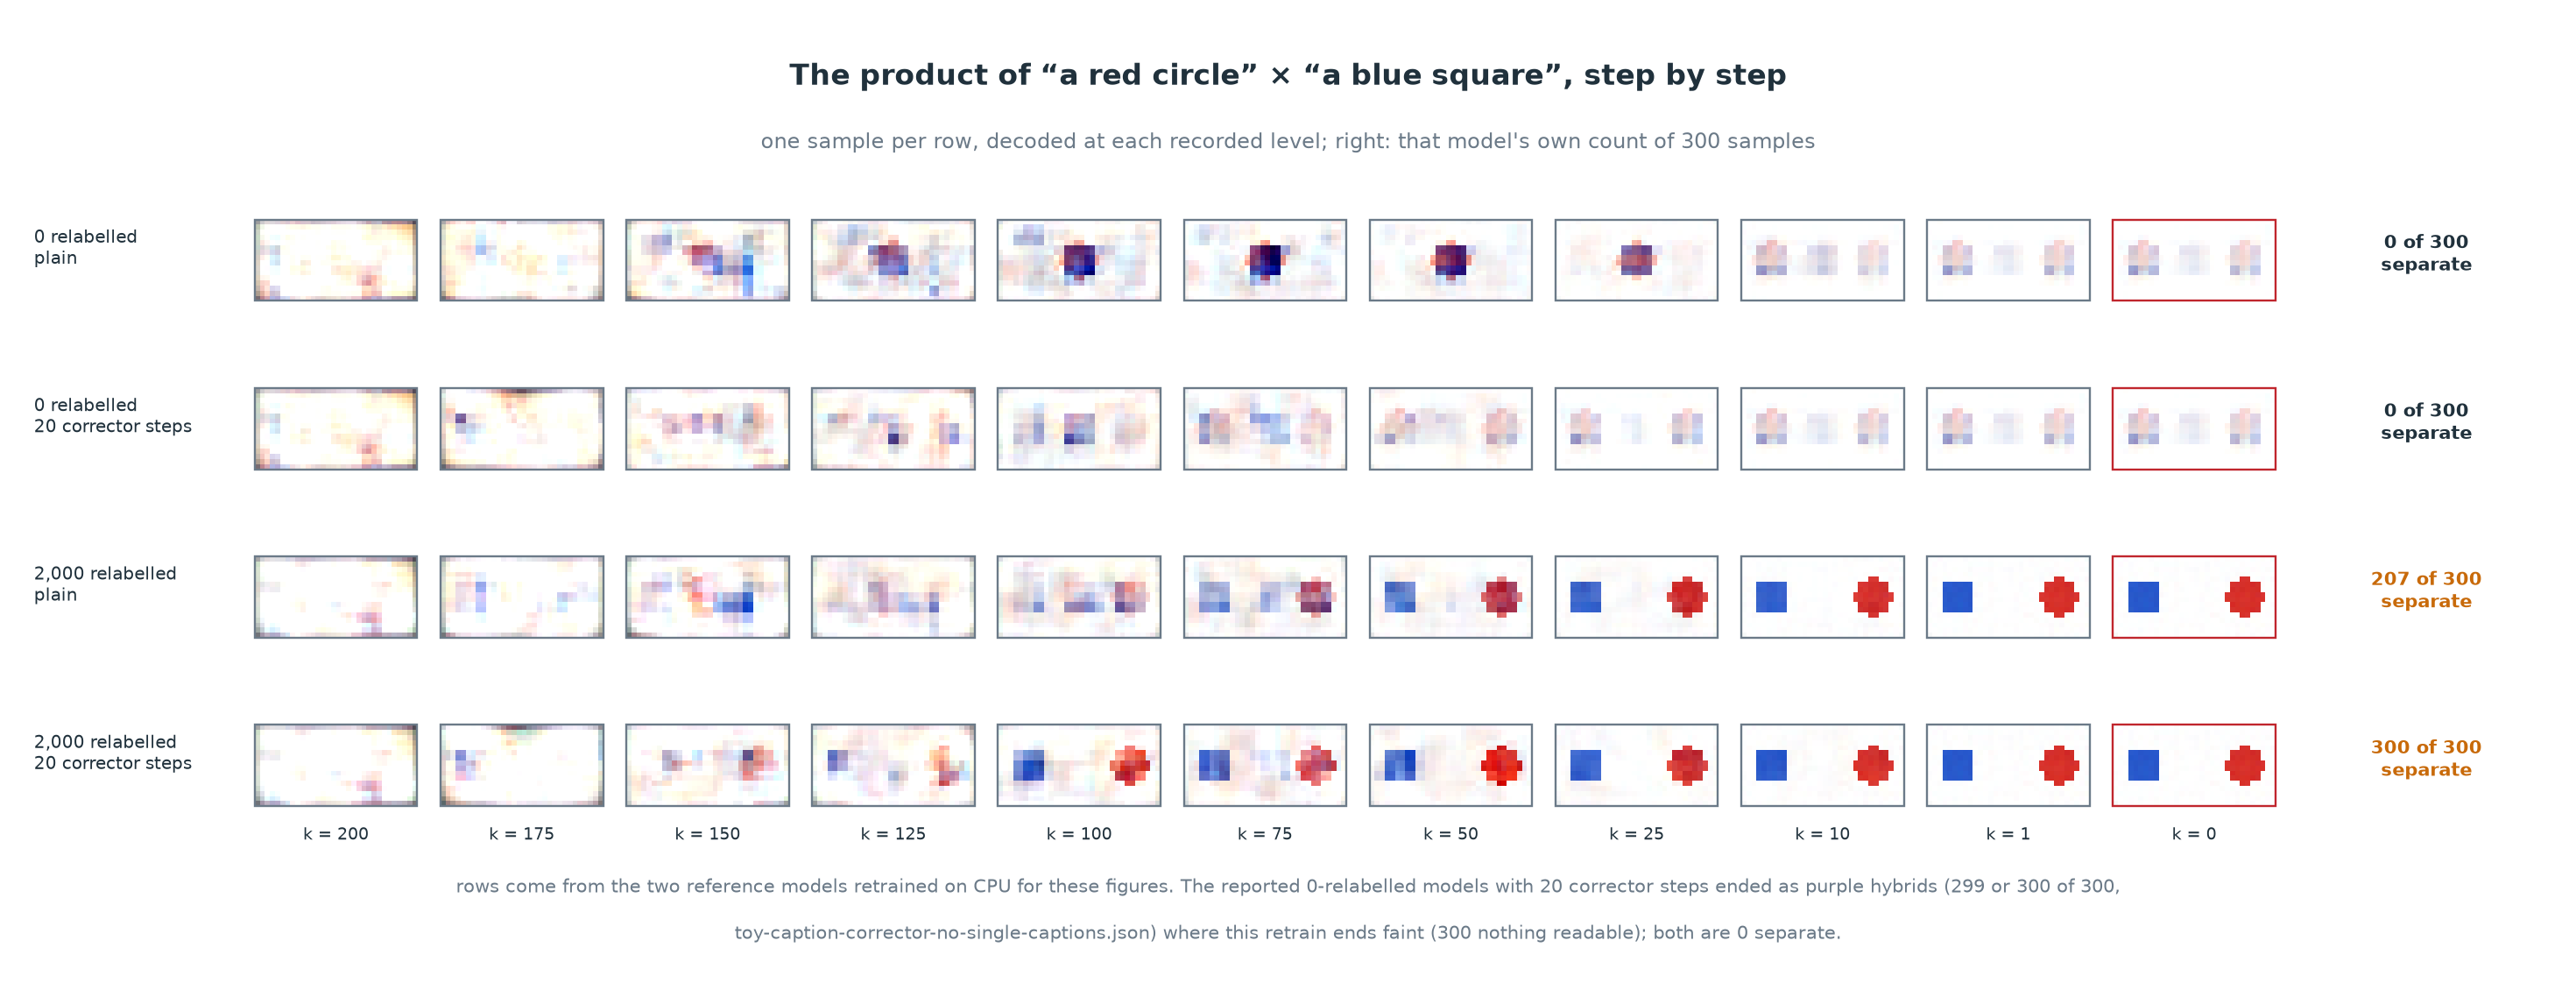 The product of “a red circle” × “a blue square”, step by step
one sample per row, decoded at each recorded level; right: that model's own count of 300 samples
0 relabelled
plain
0 of 300
separate
0 relabelled
20 corrector steps
0 of 300
separate
2,000 relabelled
plain
207 of 300
separate
2,000 relabelled
20 corrector steps
300 of 300
separate
k = 200
k = 175
k = 150
k = 125
k = 100
k = 75
k = 50
k = 25
k = 10
k = 1
k = 0
rows come from the two reference models retrained on CPU for these figures. The reported 0-relabelled models with 20 corrector steps ended as purple hybrids (299 or 300 of 300,
toy-caption-corrector-no-single-captions.json) where this retrain ends faint (300 nothing readable); both are 0 separate.